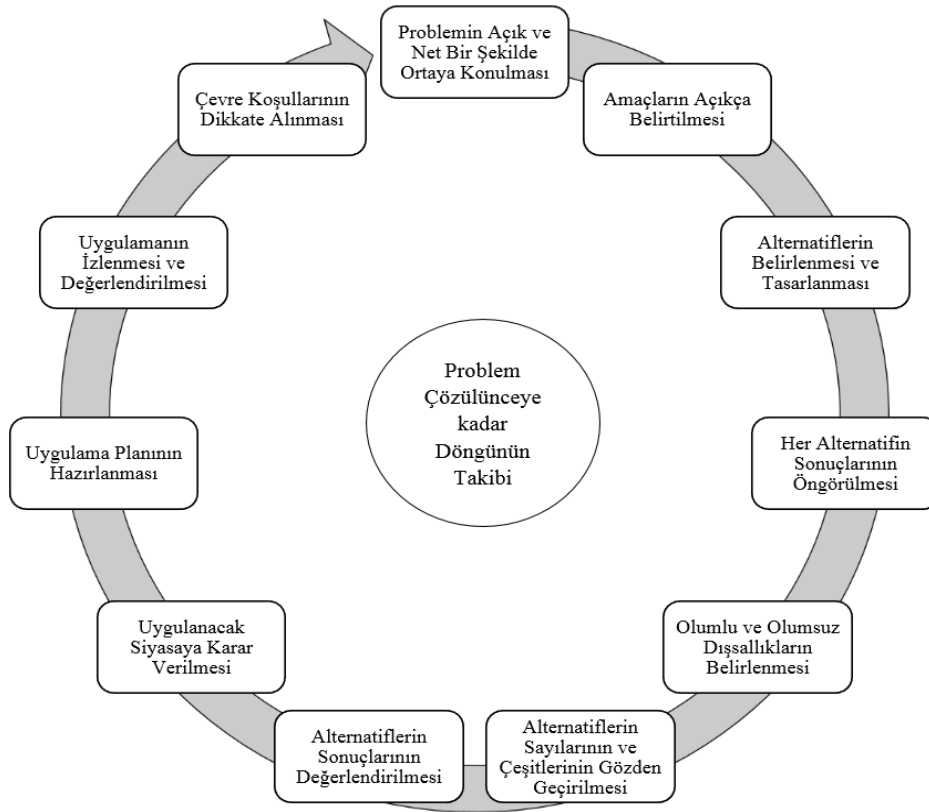 Problemin Açık ve
Net Bir Şekilde
Ortaya Konulması
Amaçların Açıkça
Belirtilmesi
Alternatiflerin
Belirlenmesi ve
Tasarlanması
Her Alternatifin
Sonuçlarının
Öngörülmesi
Olumlu ve Olumsuz
Dışsallıkların
Belirlenmesi
Alternatiflerin
Sayılarının ve
Çeşitlerinin Gözden
Geçirilmesi
Alternatiflerin
Sonuçlarının
Değerlendirilmesi
Uygulanacak
Siyasaya Karar
Verilmesi
Uygulama Planının
Hazırlanması
Uygulamanın
İzlenmesi ve
Değerlendirilmesi
Çevre Koşullarının
Dikkate Alınması
Problem
Çözülünceye
kadar
Döngünün
Takibi